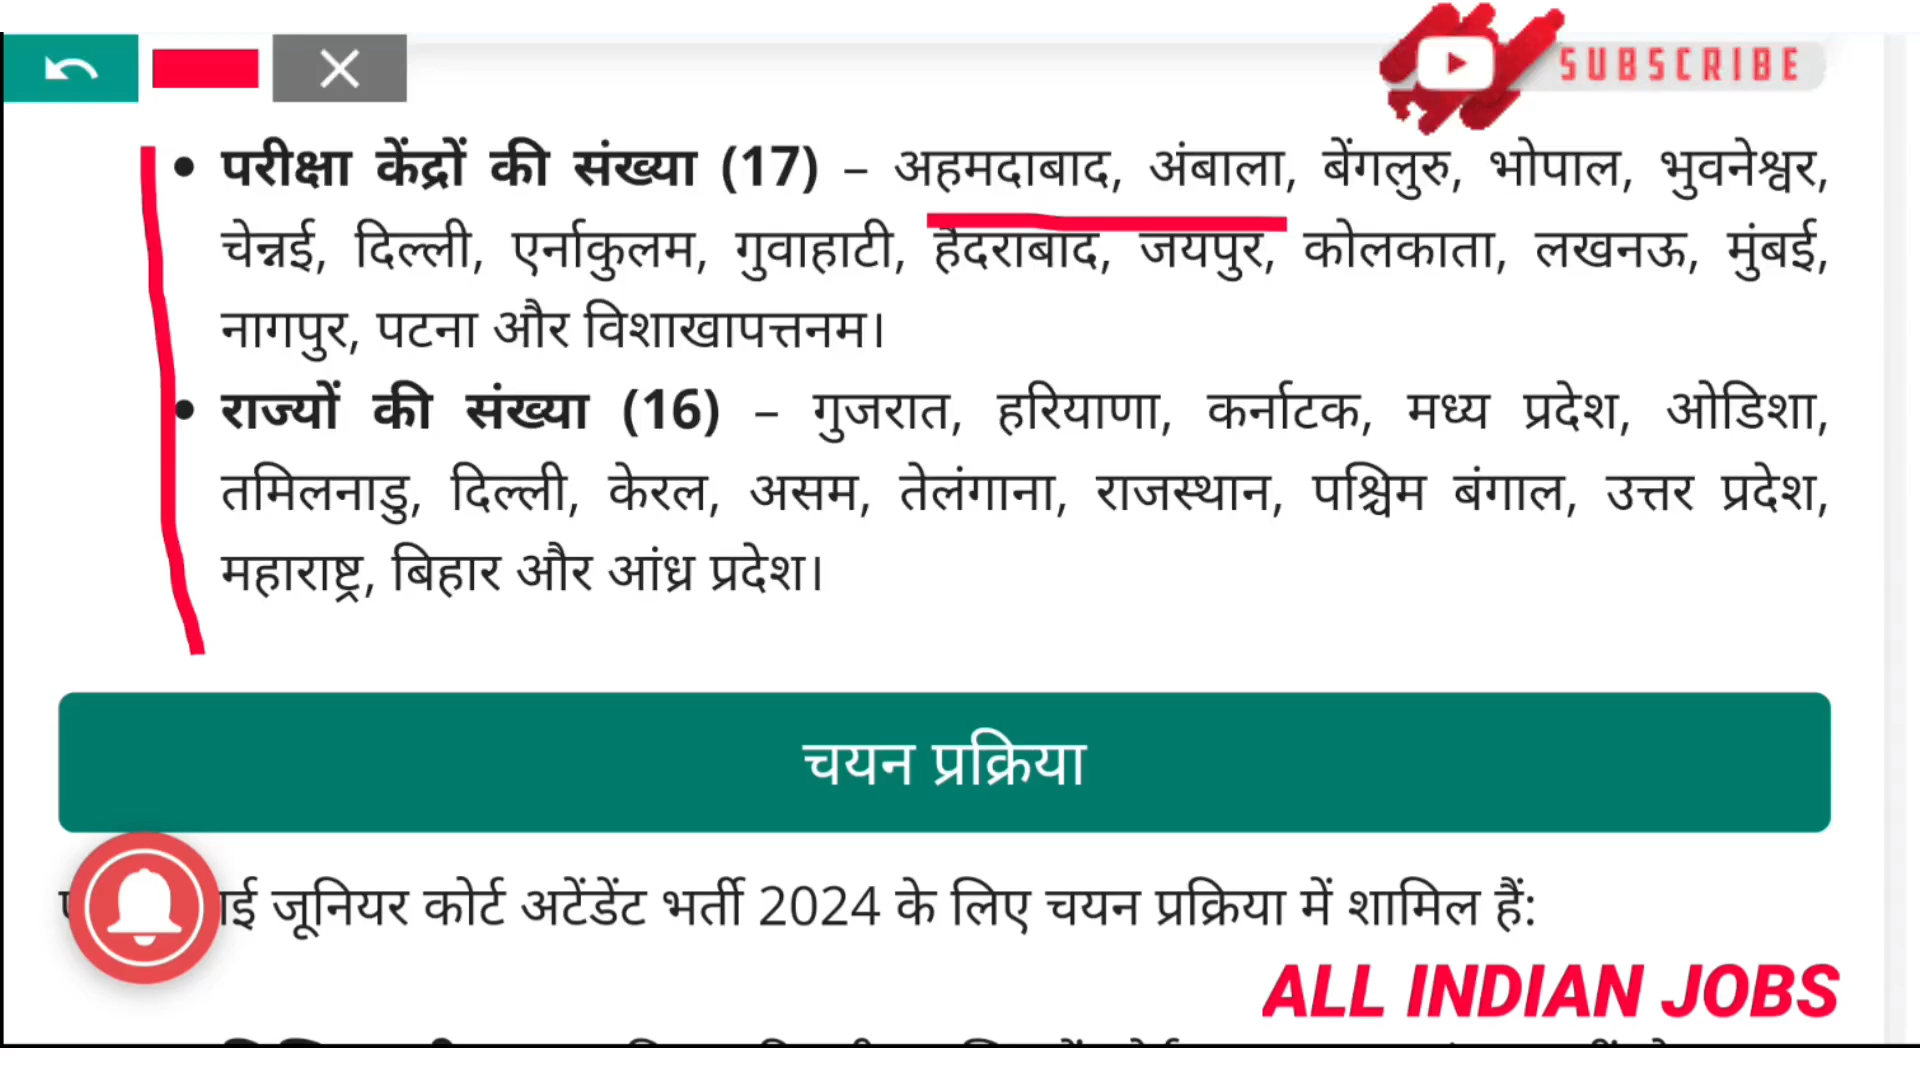 SUBSCRIBE
• परीक्षा केंद्रों की संख्या (17) – अहमदाबाद, अंबाला, बेंगलुरु, भोपाल, भुवनेश्वर,
चेन्नई, दिल्ली, एर्नाकुलम, गुवाहाटी, हैदराबाद, जयपुर, कोलकाता, लखनऊ, मुंबई,
नागपुर, पटना और विशाखापत्तनम।
• राज्यों की संख्या (16) – गुजरात, हरियाणा, कर्नाटक, मध्य प्रदेश, ओडिशा,
तमिलनाडु, दिल्ली, केरल, असम, तेलंगाना, राजस्थान, पश्चिम बंगाल, उत्तर प्रदेश,
महाराष्ट्र, बिहार और आंध्र प्रदेश।
चयन प्रक्रिया
जूनियर कोर्ट अटेंडेंट भर्ती 2024 के लिए चयन प्रक्रिया में शामिल हैं:
ALL INDIAN JOBS